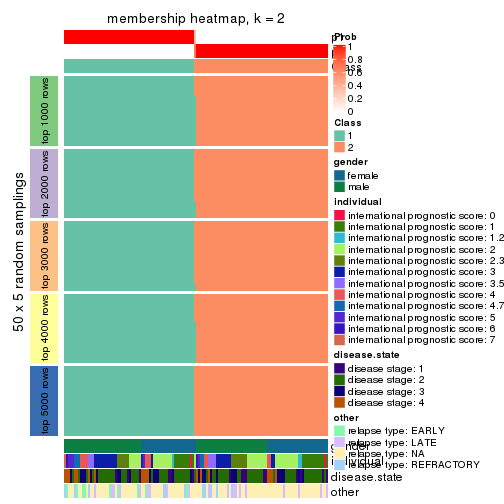 membership heatmap, k = 2
50 x 5 random samplings
top 1000 rows
top 2000 rows
top 3000 rows
top 4000 rows
top 5000 rows
Class
gender
individual
disease.state
other
Prob
1
0.8
0.6
0.4
0.2
0
Class
1
2
gender
female
male
individual
international prognostic score: 0
international prognostic score: 1
international prognostic score: 1.2
international prognostic score: 2
international prognostic score: 2.3
international prognostic score: 3
international prognostic score: 3.5
international prognostic score: 4
international prognostic score: 4.7
international prognostic score: 5
international prognostic score: 6
international prognostic score: 7
disease.state
disease stage: 1
disease stage: 2
disease stage: 3
disease stage: 4
other
relapse type: EARLY
relapse type: LATE
relapse type: NA
relapse type: REFRACTORY